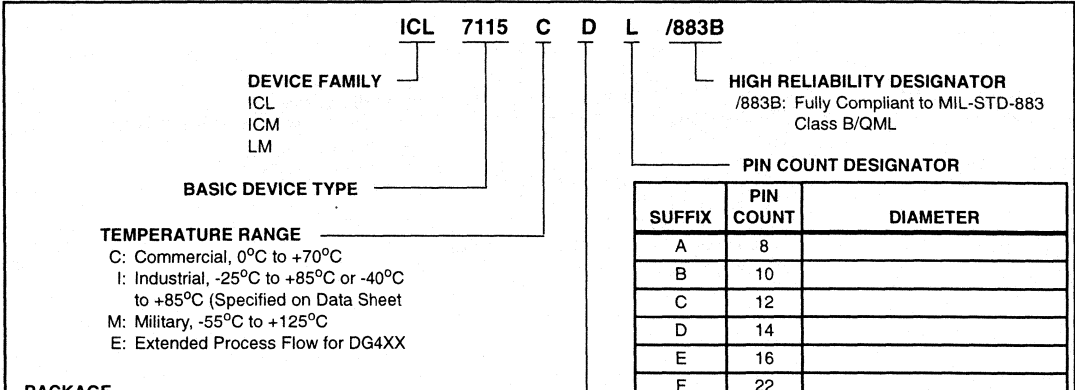 ICL 7115 C D L /883B
DEVICE FAMILY
ICL
ICM
LM
BASIC DEVICE TYPE
TEMPERATURE RANGE
C: Commercial, 0°C to +70°C
I: Industrial, -25°C to +85°C or -40°C
to +85°C (Specified on Data Sheet
M: Military, -55°C to +125°C
E: Extended Process Flow for DG4XX
PACKAGE
HIGH RELIABILITY DESIGNATOR
/883B: Fully Compliant to MIL-STD-883
Class B/QML
PIN COUNT DESIGNATOR
SUFFIX PIN COUNT DIAMETER
A 8
B 10
C 12
D 14
E 16
F 22